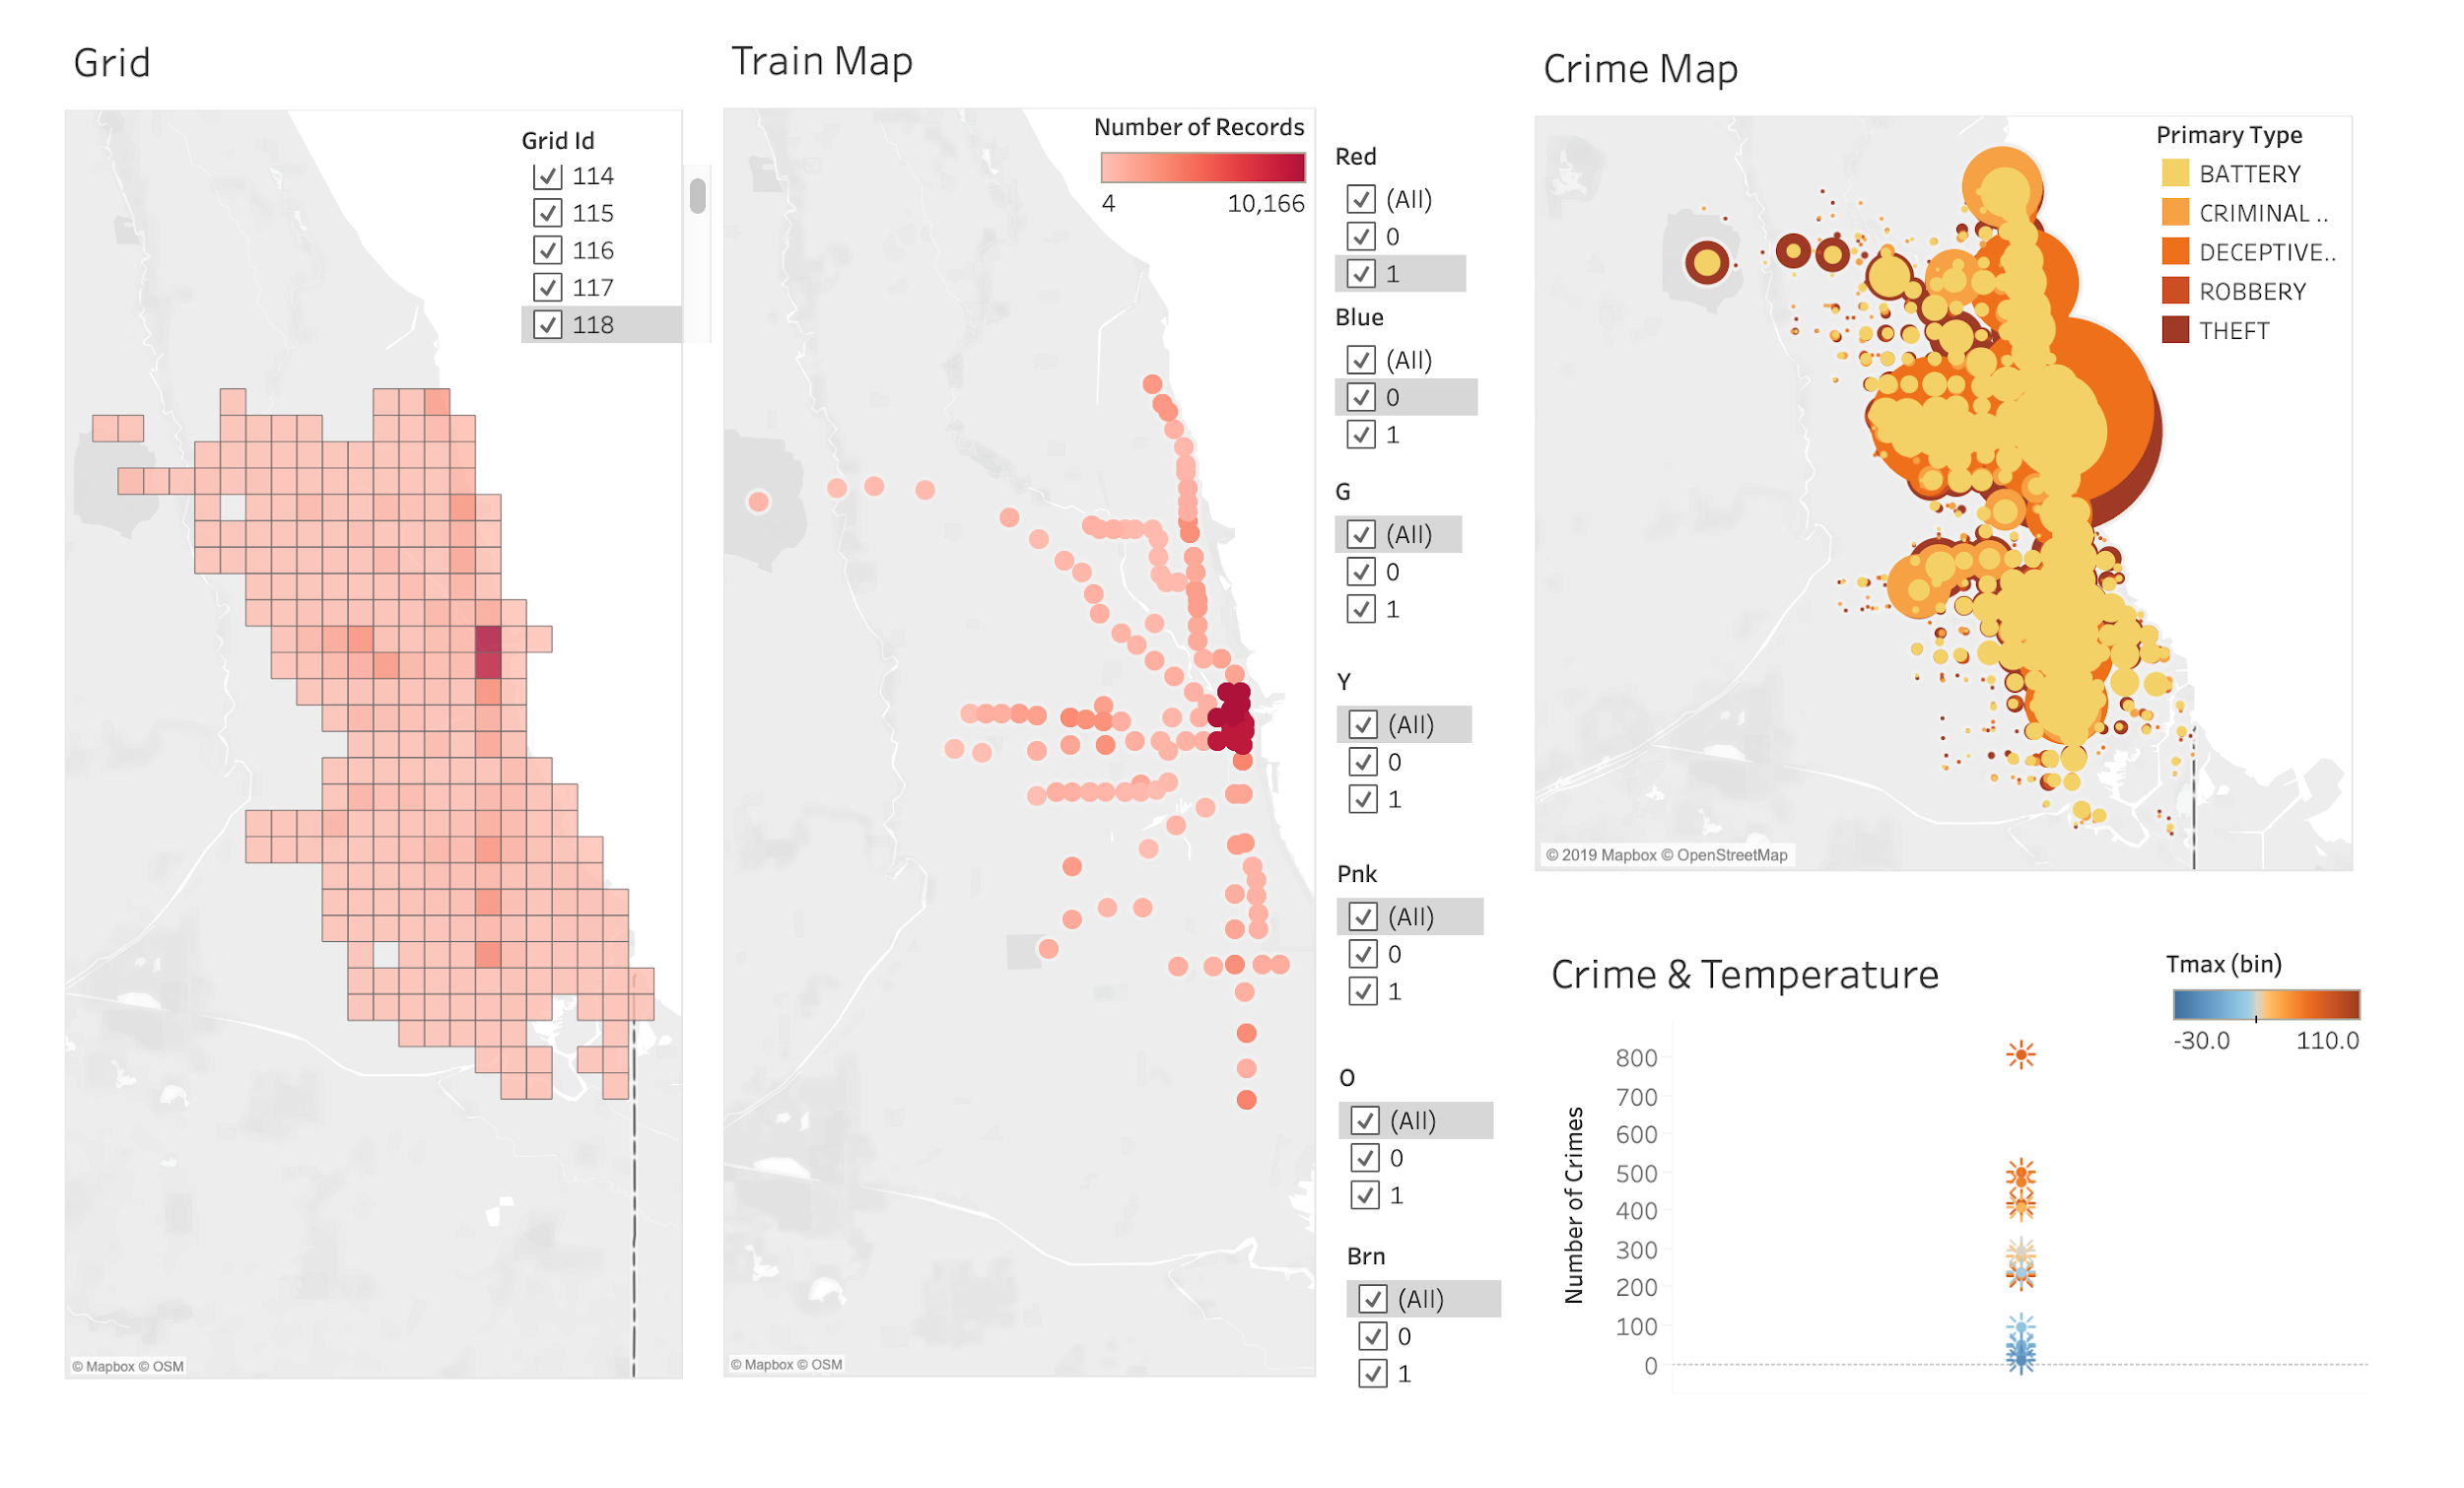 Grid
Grid Id
114
115
116
117
118
© Mapbox © OSM
Train Map
Number of Records
4 10,166
© Mapbox © OSM
Red
(All)
0
1
Blue
(All)
0
1
G
(All)
0
1
Y
(All)
0
1
Pnk
(All)
0
1
O
(All)
0
1
Brn
(All)
0
1
Crime Map
Primary Type
BATTERY
CRIMINAL ..
DECEPTIVE..
ROBBERY
THEFT
© 2019 Mapbox © OpenStreetMap
Crime & Temperature
Tmax (bin)
-30.0 110.0
Number of Crimes
800
700
600
500
400
300
200
100
0